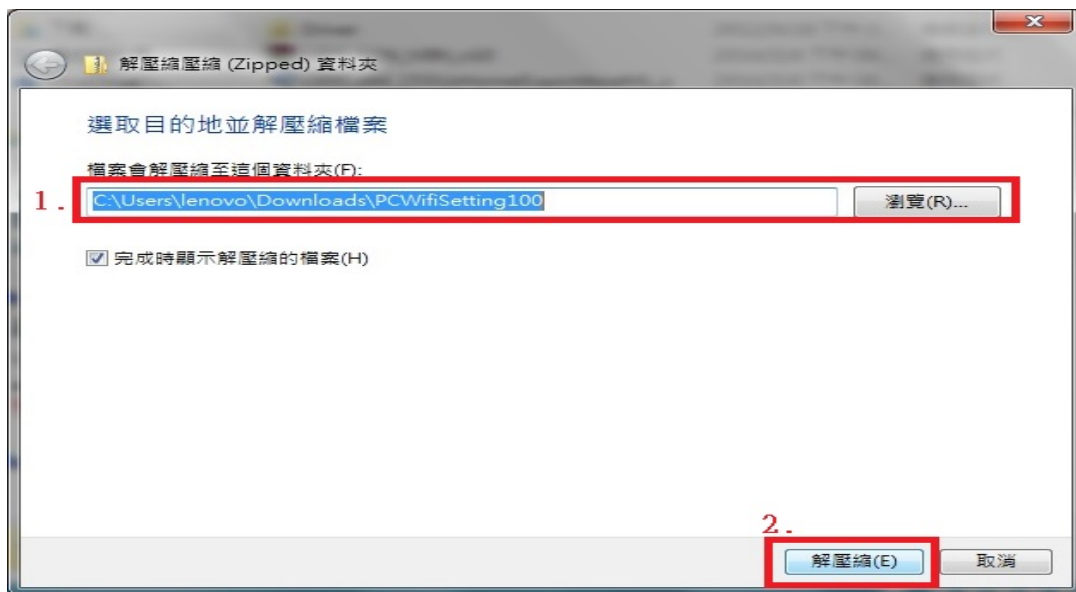 解壓縮壓縮 (Zipped) 資料夾
選取目的地並解壓縮檔案
檔案會解壓縮至這個資料夾(F):
1. C:\Users\lenovo\Downloads\PCWifiSetting100 瀏覽(R)...
完成時顯示解壓縮的檔案(H)
2.
解壓縮(E) 取消